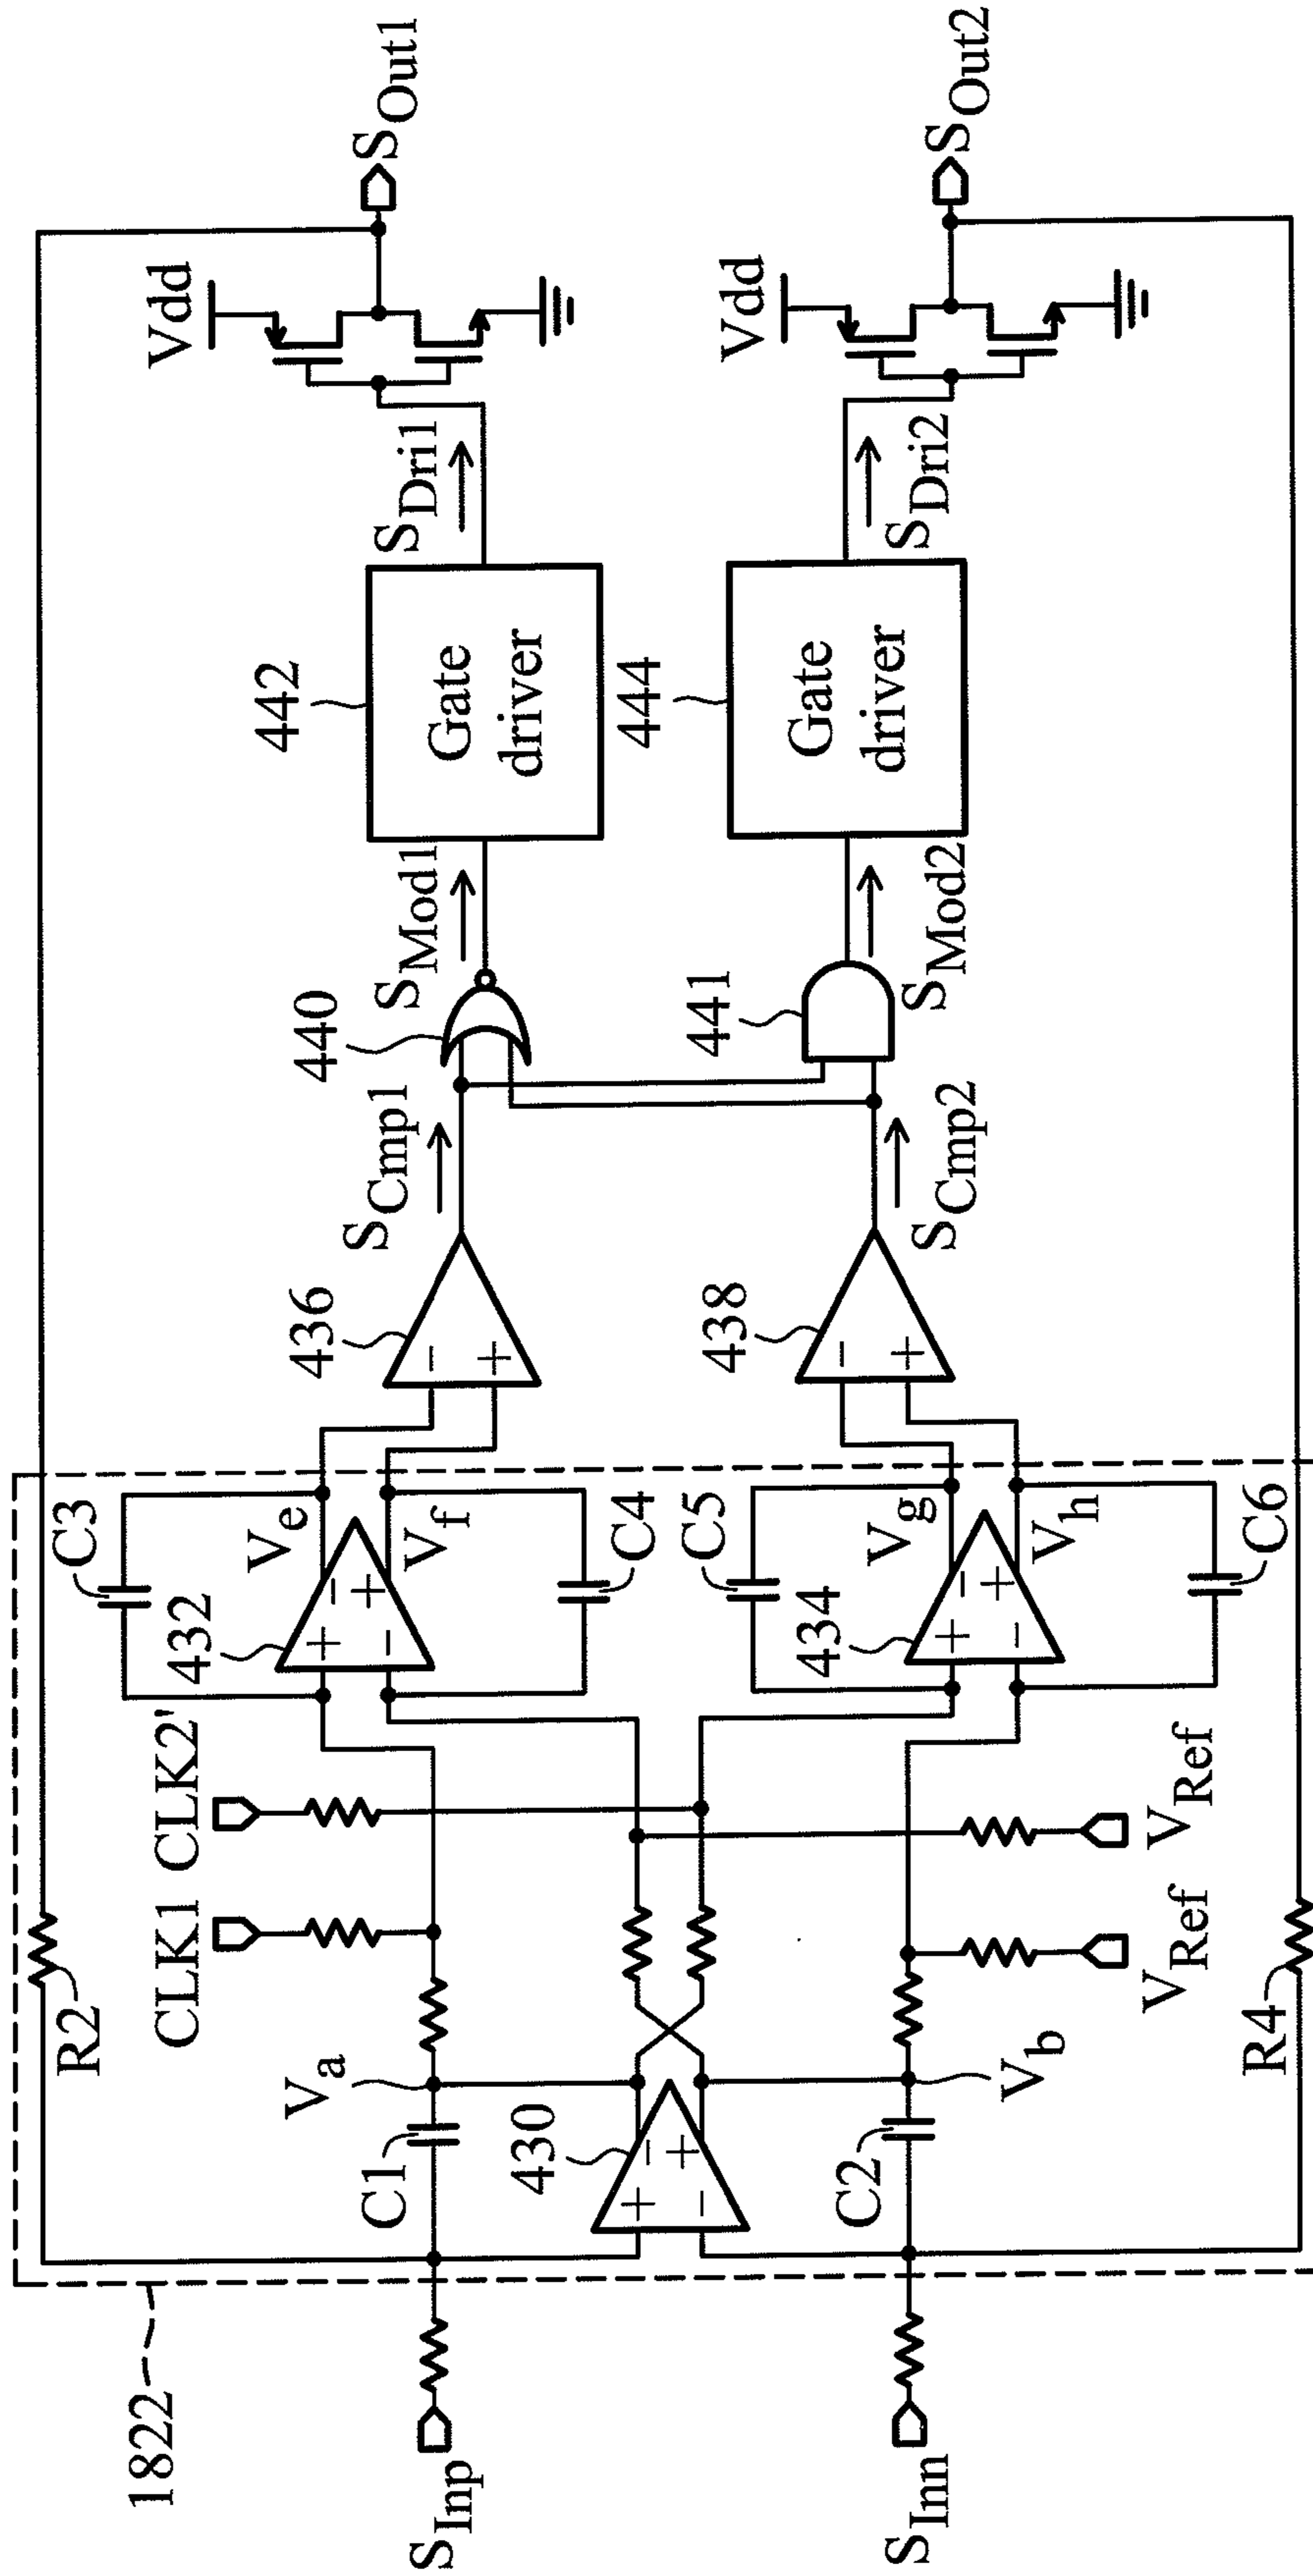 1822
S_Inp
S_Inn
R2
CLK1
CLK2'
C3
V_a
C1
430
+
-
-
+
C2
V_b
V_Ref
V_Ref
R4
432
+
-
-
+
V_e
V_f
C4
C5
434
+
-
-
+
V_g
V_h
C6
436
-
+
438
-
+
S_Cmp1
S_Cmp2
440
441
S_Mod1
S_Mod2
442
Gate
driver
444
Gate
driver
S_Dri1
S_Dri2
Vdd
Vdd
S_Out1
S_Out2